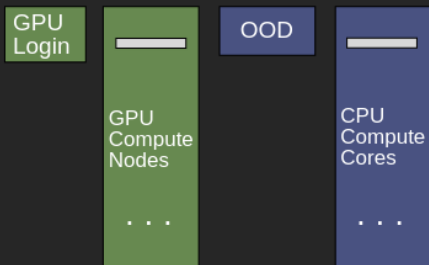 GPU
Login
GPU
Compute
Nodes
. . .
OOD
CPU
Compute
Cores
. . .